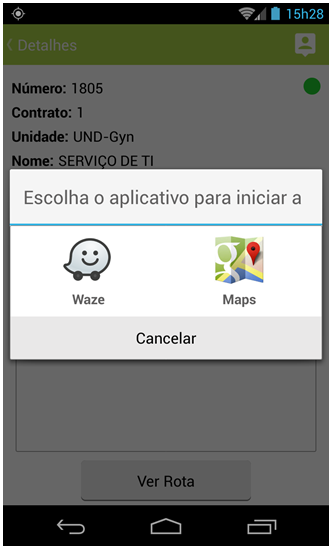 15h28
Detalhes
Número: 1805
Contrato: 1
Unidade: UND-Gyn
Nome: SERVIÇO DE TI
Escolha o aplicativo para iniciar a
Waze Maps
Cancelar
Ver Rota